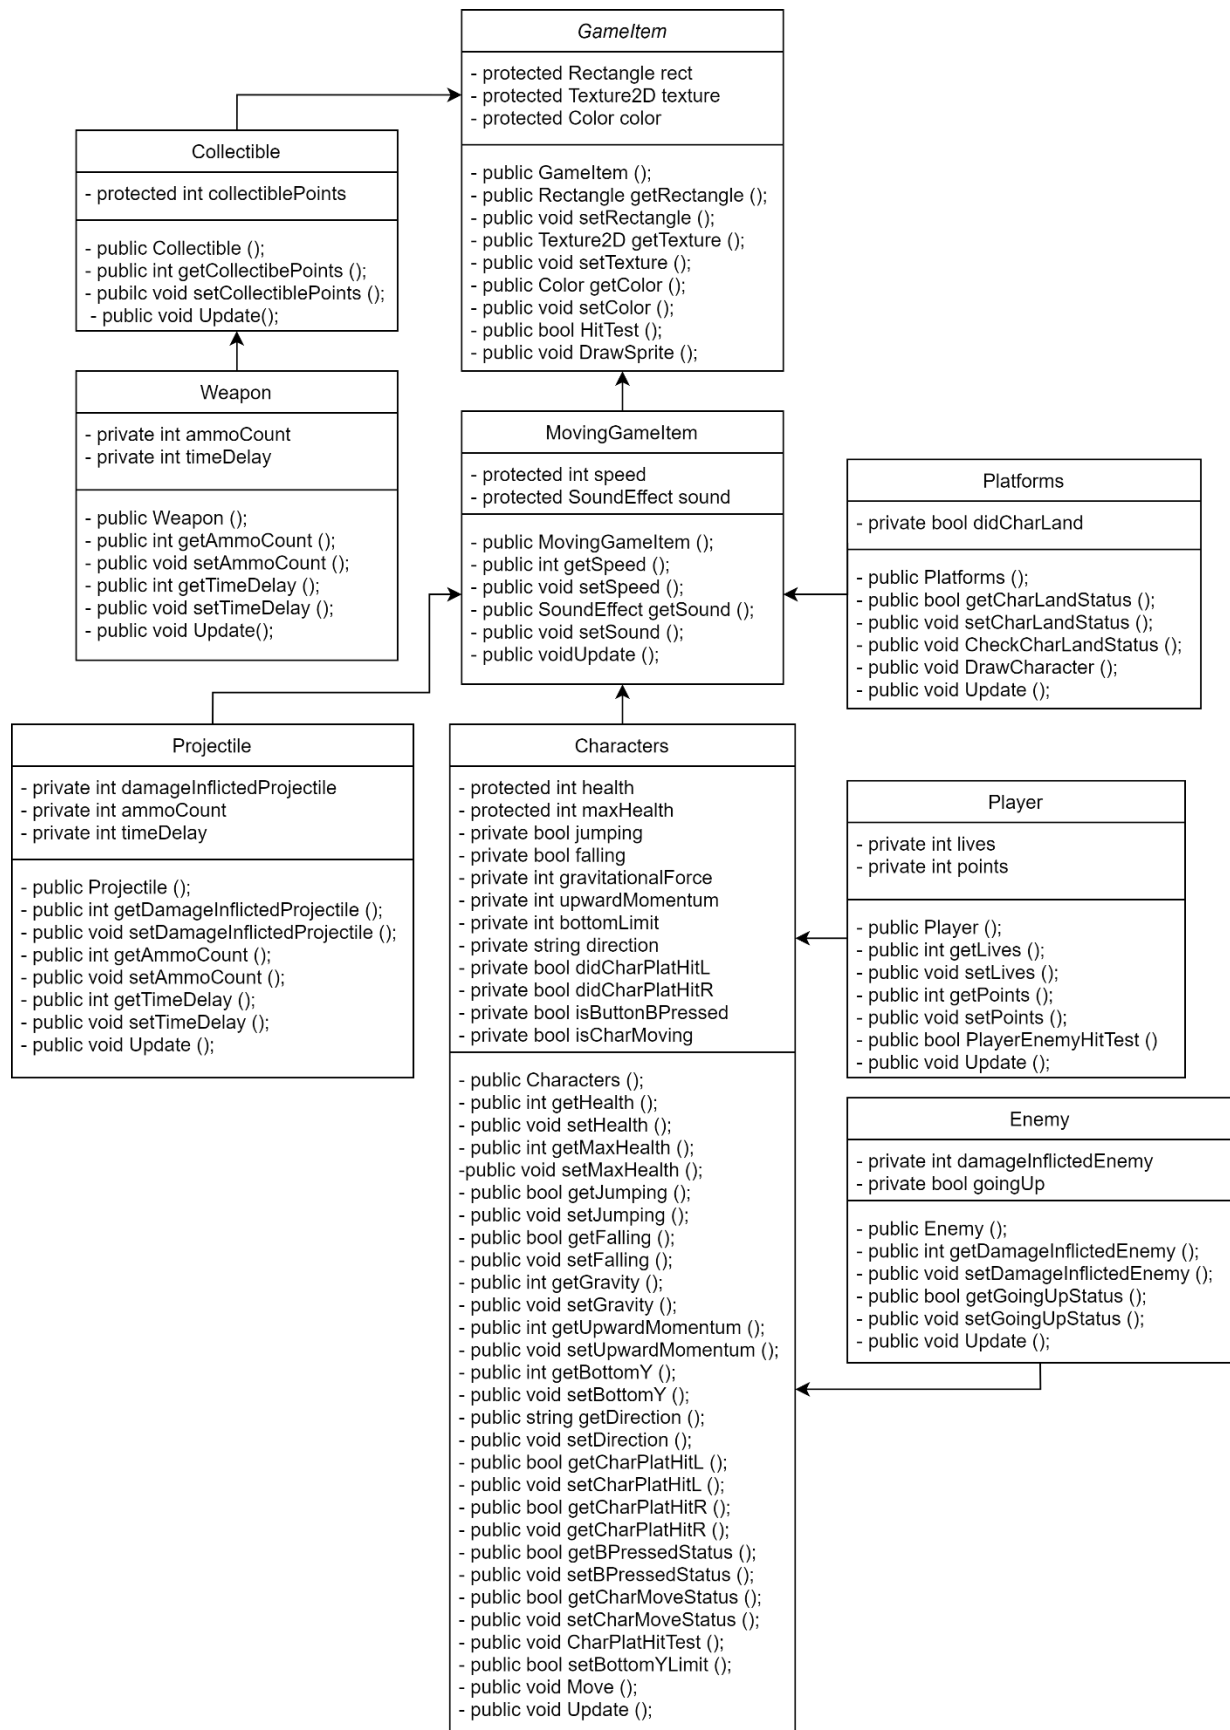 GameItem
- protected Rectangle rect
- protected Texture2D texture
- protected Color color
- public GameItem ();
- public Rectangle getRectangle ();
- public void setRectangle ();
- public Texture2D getTexture ();
- public void setTexture ();
- public Color getColor ();
- public void setColor ();
- public bool HitTest ();
- public void DrawSprite ();
Collectible
- protected int collectiblePoints
- public Collectible ();
- public int getCollectibePoints ();
- pubilc void setCollectiblePoints ();
- public void Update();
Weapon
- private int ammoCount
- private int timeDelay
- public Weapon ();
- public int getAmmoCount ();
- public void setAmmoCount ();
- public int getTimeDelay ();
- public void setTimeDelay ();
- public void Update();
MovingGameItem
- protected int speed
- protected SoundEffect sound
- public MovingGameItem ();
- public int getSpeed ();
- public void setSpeed ();
- public SoundEffect getSound ();
- public void setSound ();
- public voidUpdate ();
Platforms
- private bool didCharLand
- public Platforms ();
- public bool getCharLandStatus ();
- public void setCharLandStatus ();
- public void CheckCharLandStatus ();
- public void DrawCharacter ();
- public void Update ();
Projectile
- private int damageInflictedProjectile
- private int ammoCount
- private int timeDelay
- public Projectile ();
- public int getDamageInflictedProjectile ();
- public void setDamageInflictedProjectile ();
- public int getAmmoCount ();
- public void setAmmoCount ();
- public int getTimeDelay ();
- public void setTimeDelay ();
- public void Update ();
Characters
- protected int health
- protected int maxHealth
- private bool jumping
- private bool falling
- private int gravitationalForce
- private int upwardMomentum
- private int bottomLimit
- private string direction
- private bool didCharPlatHitL
- private bool didCharPlatHitR
- private bool isButtonBPressed
- private bool isCharMoving
- public Characters ();
- public int getHealth ();
- public void setHealth ();
- public int getMaxHealth ();
-public void setMaxHealth ();
- public bool getJumping ();
- public void setJumping ();
- public bool getFalling ();
- public void setFalling ();
- public int getGravity ();
- public void setGravity ();
- public int getUpwardMomentum ();
- public void setUpwardMomentum ();
- public int getBottomY ();
- public void setBottomY ();
- public string getDirection ();
- public void setDirection ();
- public bool getCharPlatHitL ();
- public void setCharPlatHitL ();
- public bool getCharPlatHitR ();
- public void getCharPlatHitR ();
- public bool getBPressedStatus ();
- public void setBPressedStatus ();
- public bool getCharMoveStatus ();
- public void setCharMoveStatus ();
- public void CharPlatHitTest ();
- public bool setBottomYLimit ();
- public void Move ();
- public void Update ();
Player
- private int lives
- private int points
- public Player ();
- public int getLives ();
- public void setLives ();
- public int getPoints ();
- public void setPoints ();
- public bool PlayerEnemyHitTest ()
- public void Update ();
Enemy
- private int damageInflictedEnemy
- private bool goingUp
- public Enemy ();
- public int getDamageInflictedEnemy ();
- public void setDamageInflictedEnemy ();
- public bool getGoingUpStatus ();
- public void setGoingUpStatus ();
- public void Update ();